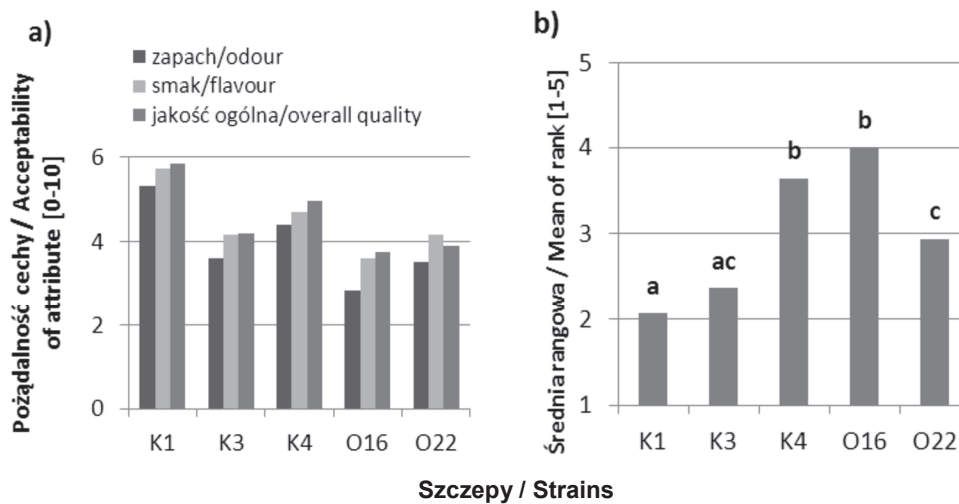 a)
zapach/odour
smak/flavour
jakość ogólna/overall quality
Pożądalność cechy / Acceptability
of attribute [0-10]
6
4
2
0
K1 K3 K4 O16 O22
b)
Średnia rangowa / Mean of rank [1-5]
5
4
3
2
1
a ac b b c
K1 K3 K4 O16 O22
Szczepy / Strains